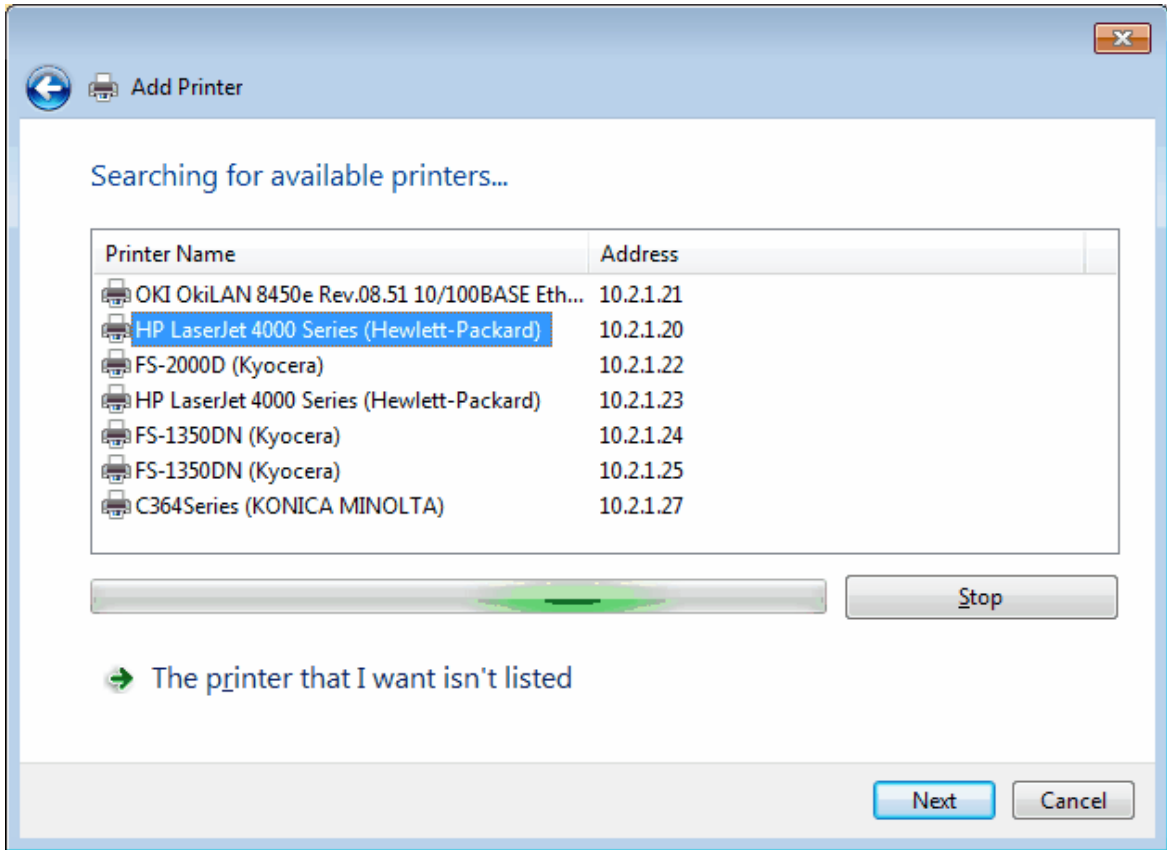 Add Printer
Searching for available printers...
Printer Name Address
OKI OkiLAN 8450e Rev.08.51 10/100BASE Eth... 10.2.1.21
HP LaserJet 4000 Series (Hewlett-Packard) 10.2.1.20
FS-2000D (Kyocera) 10.2.1.22
HP LaserJet 4000 Series (Hewlett-Packard) 10.2.1.23
FS-1350DN (Kyocera) 10.2.1.24
FS-1350DN (Kyocera) 10.2.1.25
C364Series (KONICA MINOLTA) 10.2.1.27
Stop
The printer that I want isn't listed
Next Cancel